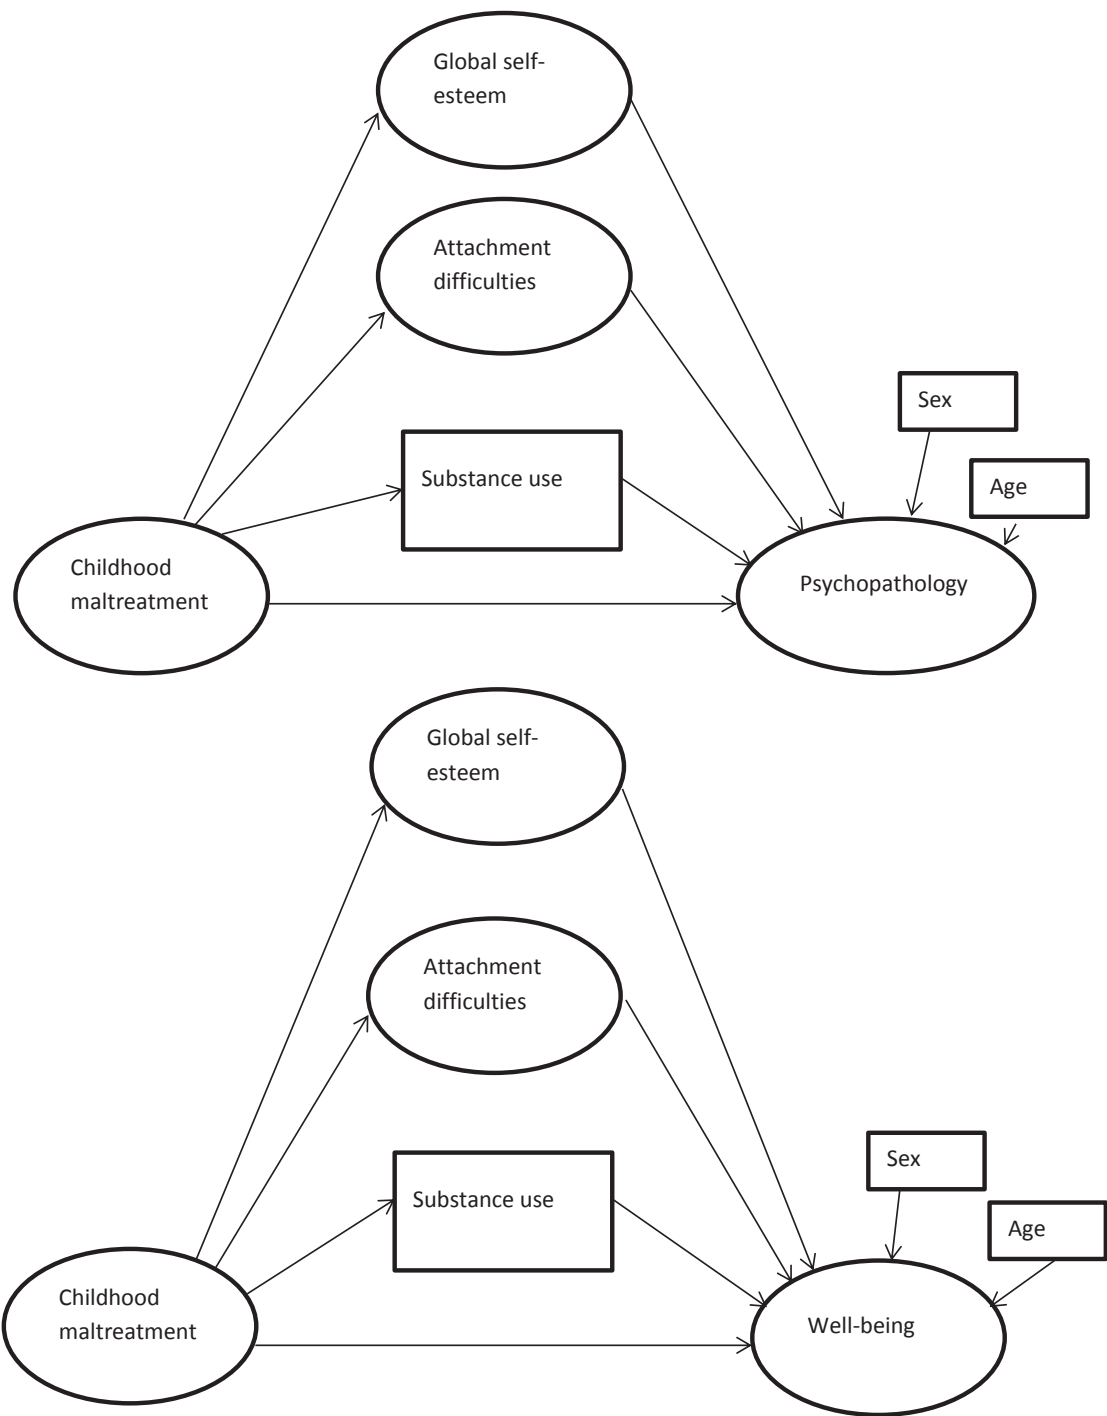 Global self-
esteem
Attachment
difficulties
Sex
Substance use
Age
Childhood
maltreatment
Psychopathology
Global self-
esteem
Attachment
difficulties
Sex
Substance use
Age
Childhood
maltreatment
Well-being